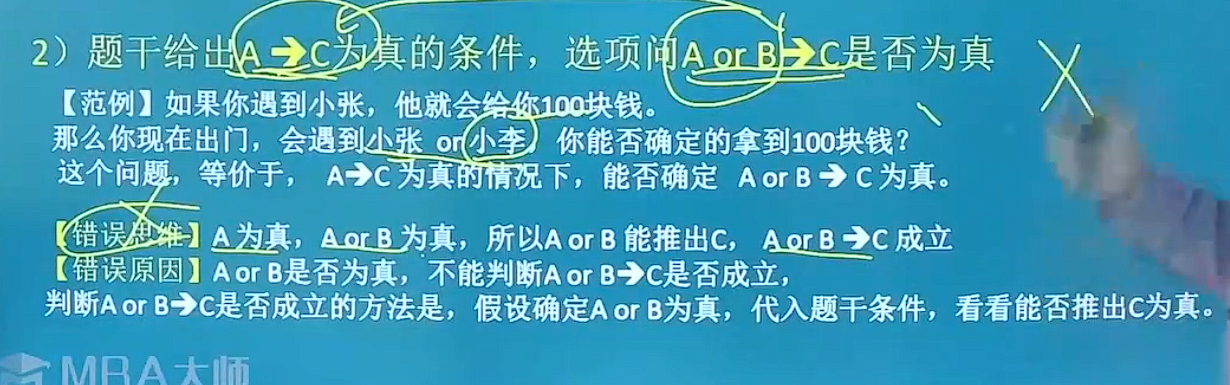 2）题干给出A➔C为真的条件，选项问A or B➔C是否为真
【范例】如果你遇到小张，他就会给你100块钱。
那么你现在出门，会遇到小张 or 小李，你能否确定的拿到100块钱？
这个问题，等价于， A➔C 为真的情况下，能否确定 A or B ➔ C 为真。
【错误思维】A 为真，A or B 为真，所以A or B 能推出C， A or B ➔C 成立
【错误原因】A or B是否为真，不能判断A or B➔C是否成立，
判断A or B➔C是否成立的方法是，假设确定A or B为真，代入题干条件，看看能否推出C为真。
MBA大师